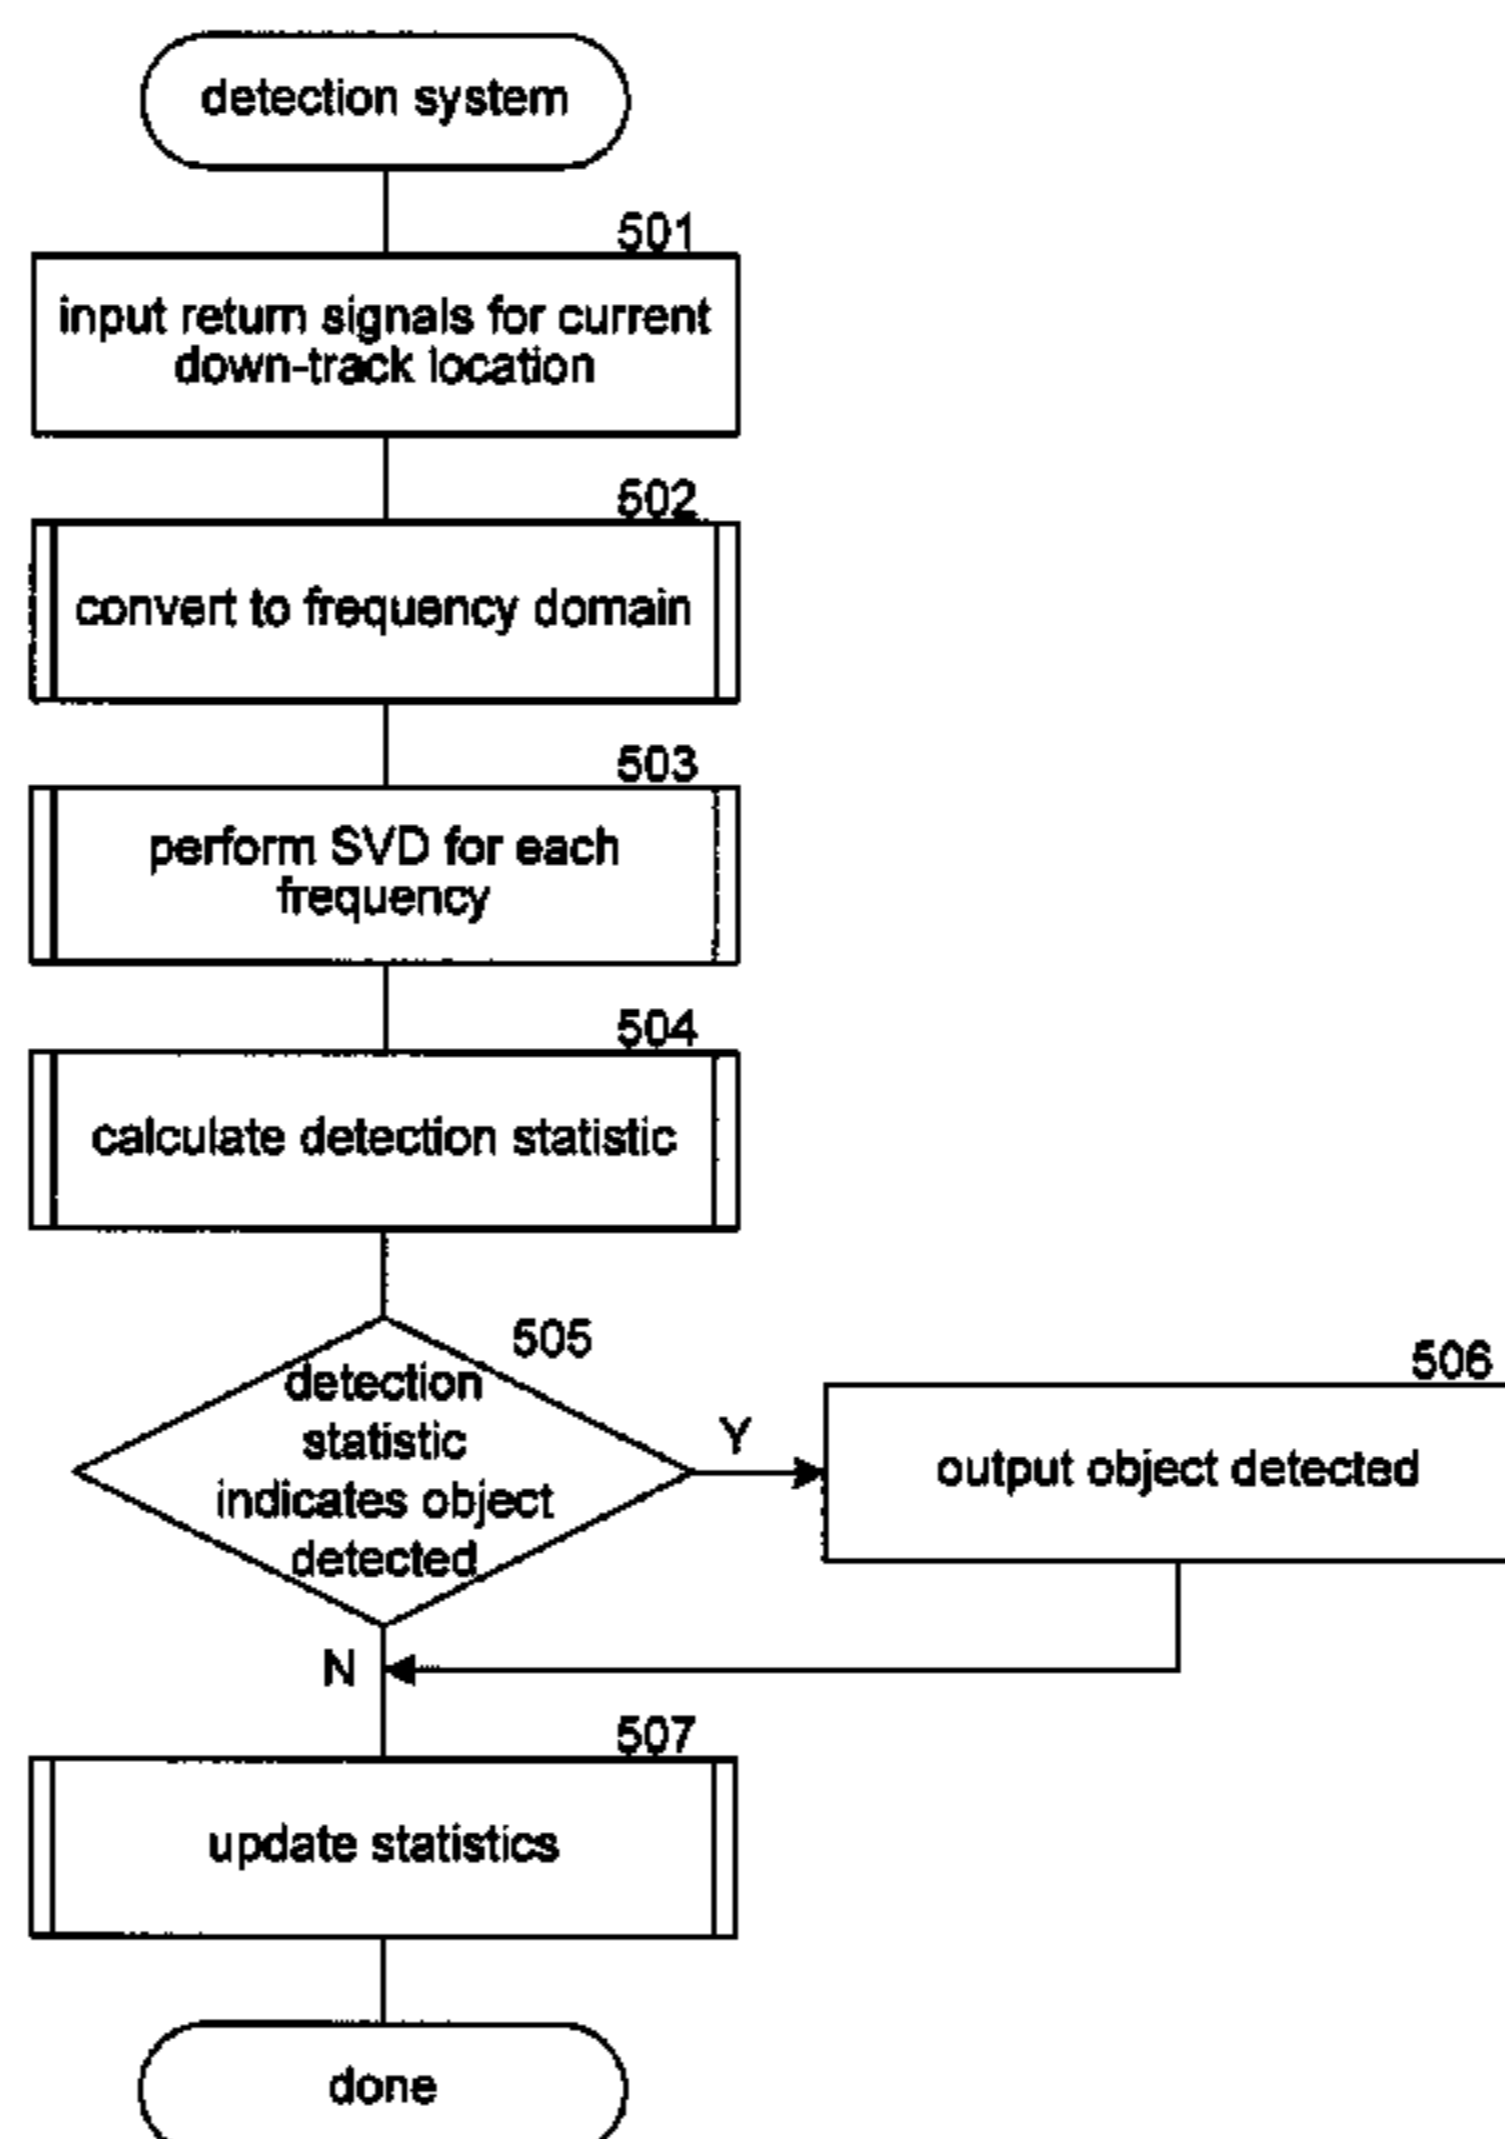 detection system
501
input return signals for current
down-track location
502
convert to frequency domain
503
perform SVD for each
frequency
504
calculate detection statistic
505
detection
statistic
indicates object
detected
Y
506
output object detected
N
507
update statistics
done